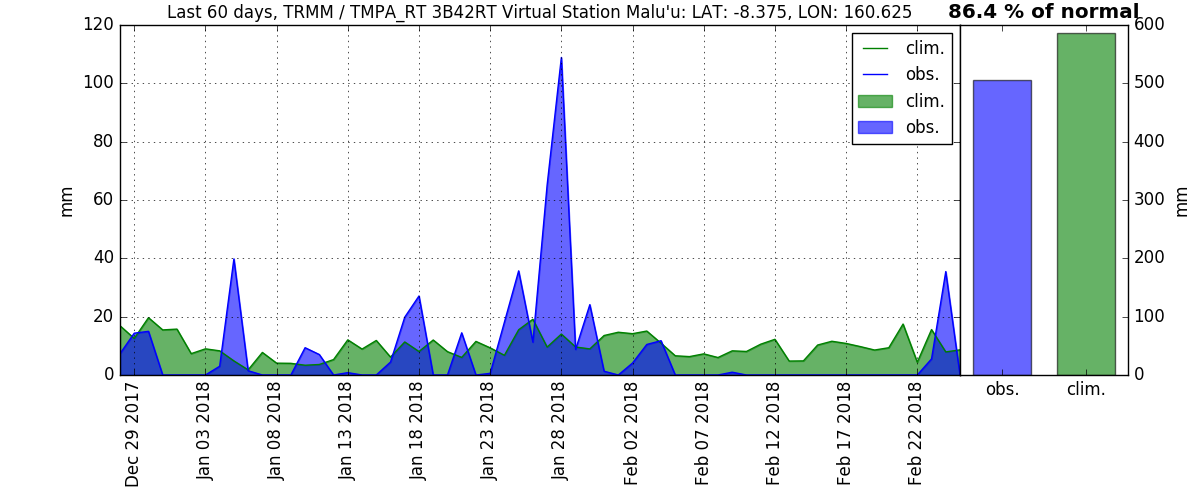 Last 60 days, TRMM / TMPA_RT 3B42RT Virtual Station Malu'u: LAT: -8.375, LON: 160.625
86.4 % of normal
120
100
80
60
40
20
0
mm
clim.
obs.
clim.
obs.
Dec 29 2017
Jan 03 2018
Jan 08 2018
Jan 13 2018
Jan 18 2018
Jan 23 2018
Jan 28 2018
Feb 02 2018
Feb 07 2018
Feb 12 2018
Feb 17 2018
Feb 22 2018
600
500
400
300
200
100
0
mm
obs.
clim.